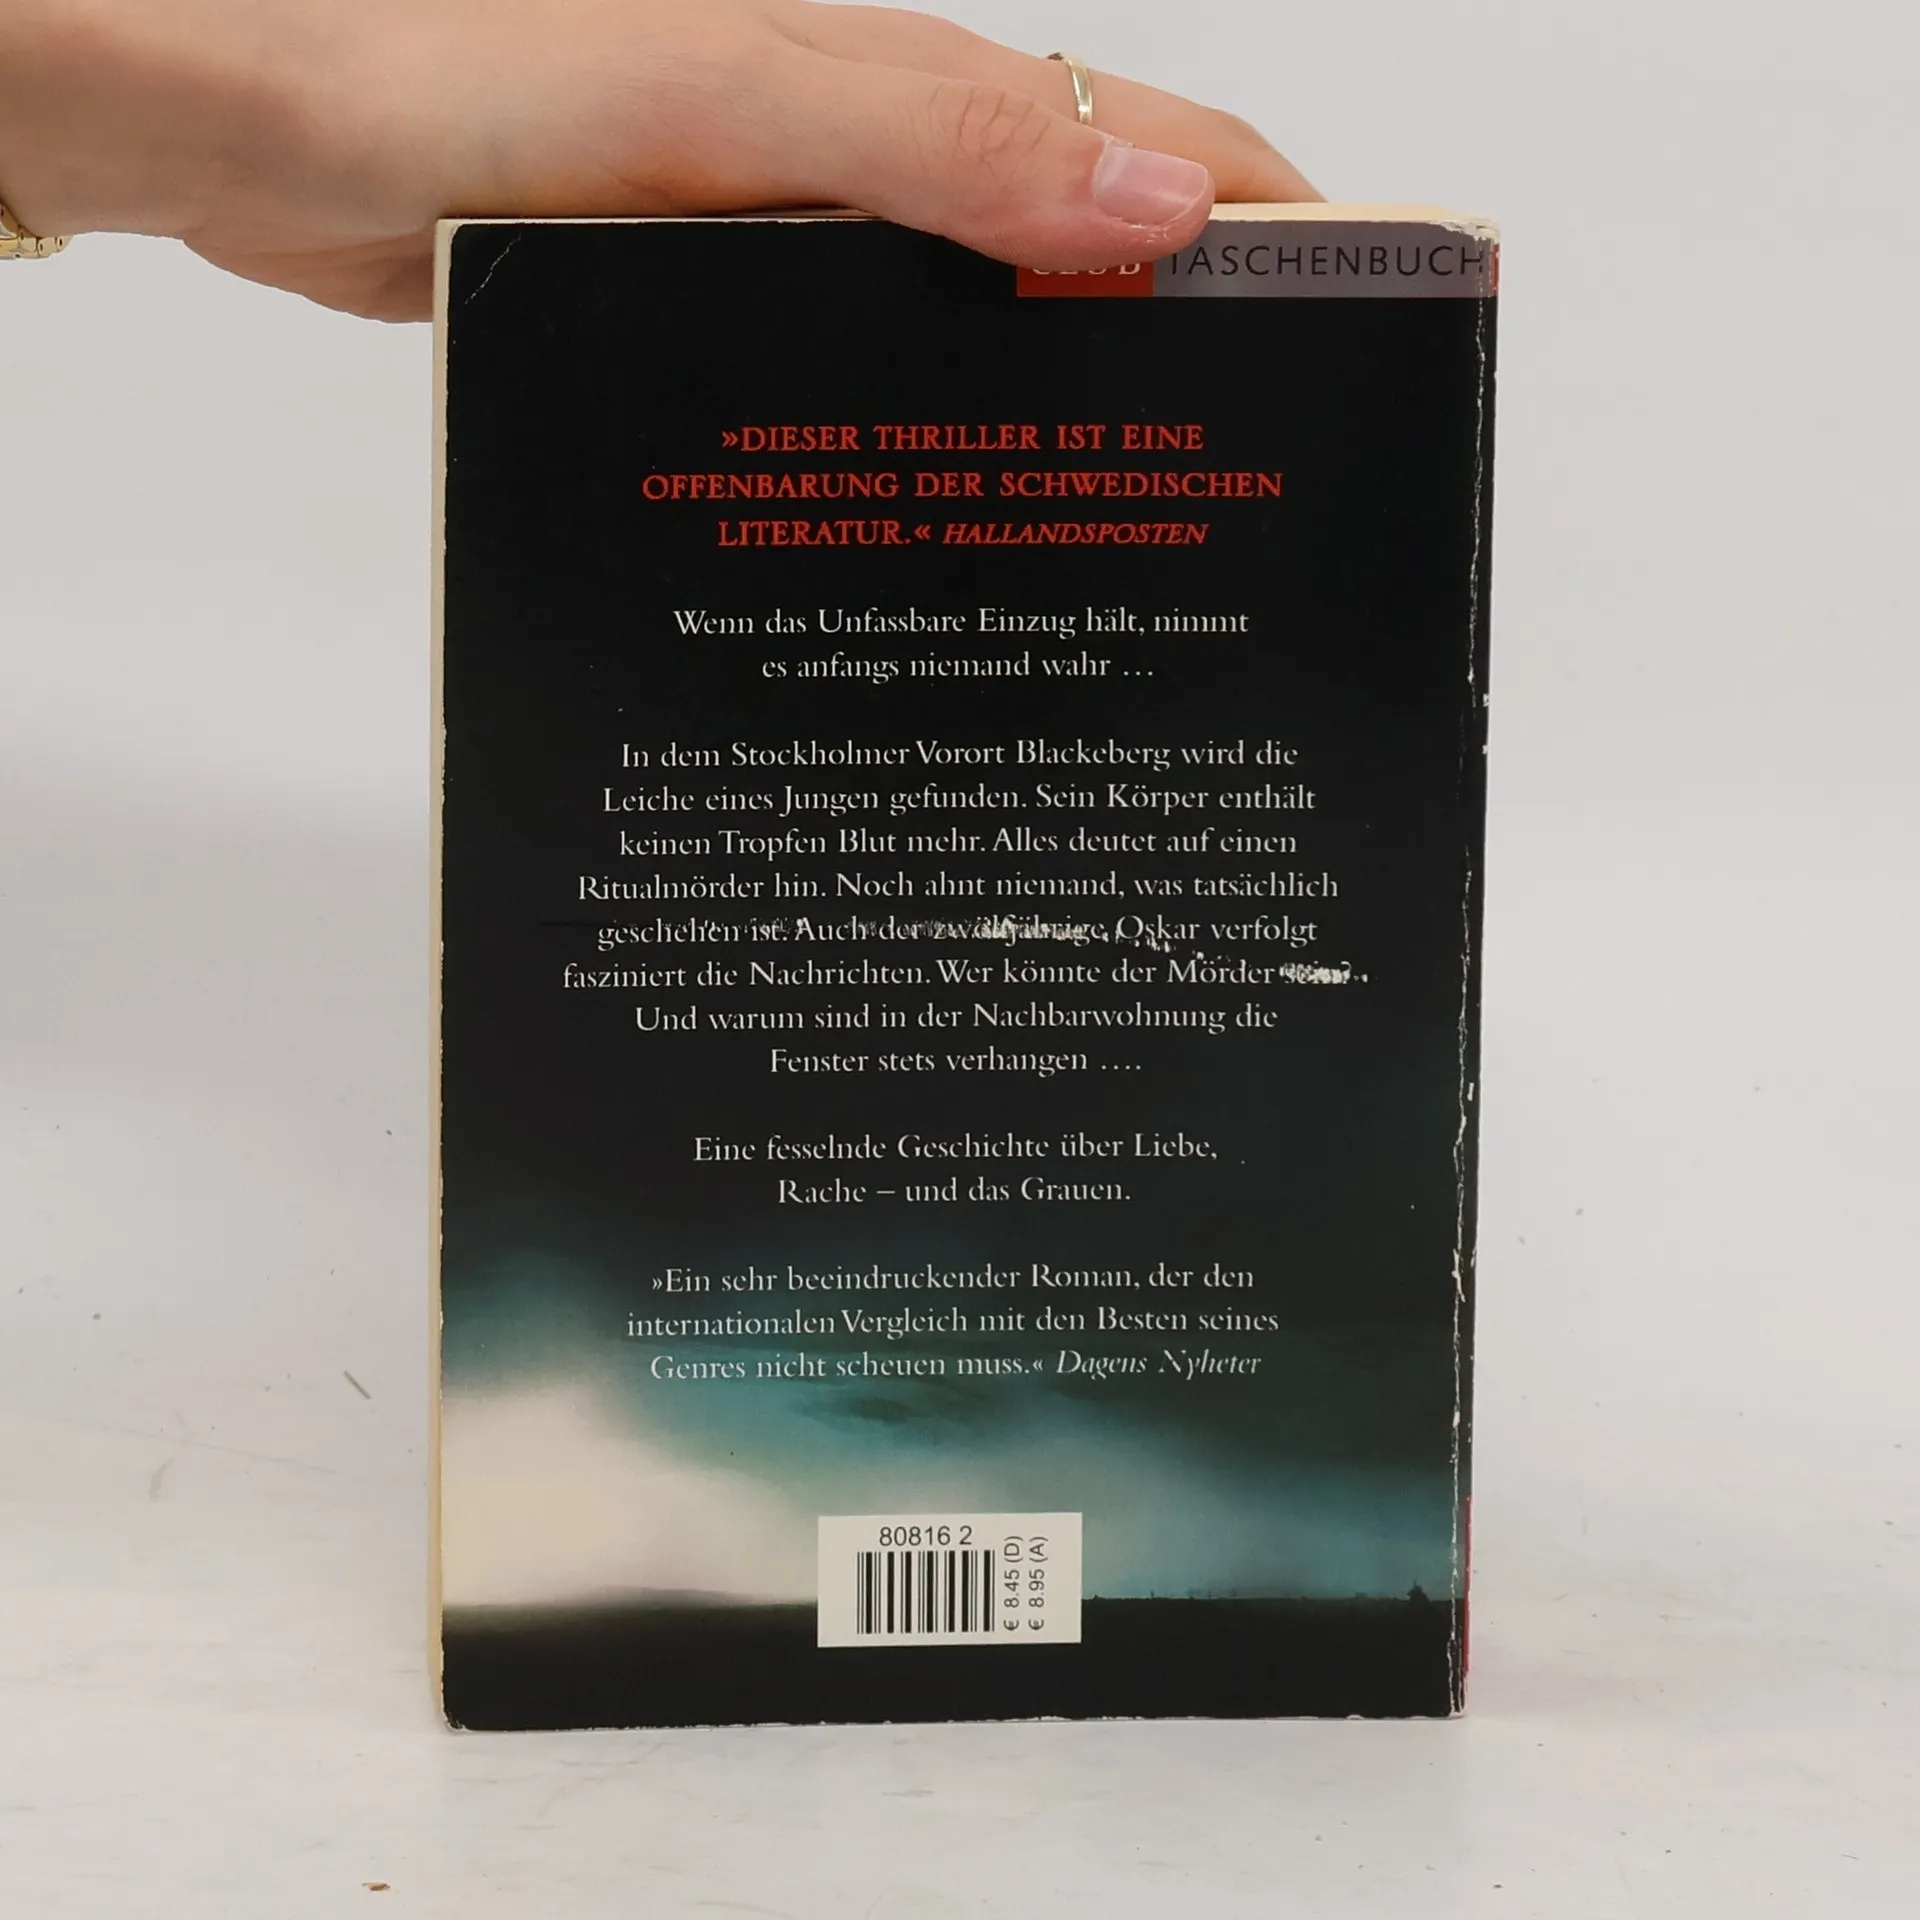 CLUB TASCHENBUCH
»DIESER THRILLER IST EINE
OFFENBARUNG DER SCHWEDISCHEN
LITERATUR.« HALLANDSPOSTEN
Wenn das Unfassbare Einzug hält, nimmt
es anfangs niemand wahr …
In dem Stockholmer Vorort Blackeberg wird die
Leiche eines Jungen gefunden. Sein Körper enthält
keinen Tropfen Blut mehr. Alles deutet auf einen
Ritualmörder hin. Noch ahnt niemand, was tatsächlich
geschehen ist. Auch der zwölfjährige Oskar verfolgt
fasziniert die Nachrichten. Wer könnte der Mörder sein?
Und warum sind in der Nachbarwohnung die
Fenster stets verhangen ….
Eine fesselnde Geschichte über Liebe,
Rache – und das Grauen.
»Ein sehr beeindruckender Roman, der den
internationalen Vergleich mit den Besten seines
Genres nicht scheuen muss.« Dagens Nyheter
80816 2
€ 8.45 (D)
€ 8.95 (A)